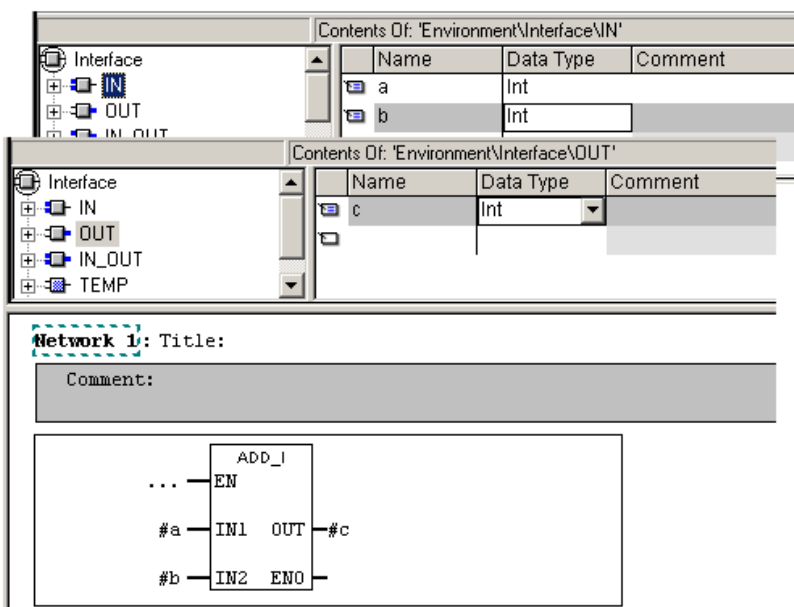 Contents Of: 'Environment\Interface\IN'
Interface
IN
OUT
IN_OUT
Name Data Type Comment
a Int
b Int
Contents Of: 'Environment\Interface\OUT'
Interface
IN
OUT
IN_OUT
TEMP
Name Data Type Comment
c Int
Network 1: Title:
Comment:
ADD_I
... EN
#a IN1 OUT #c
#b IN2 ENO